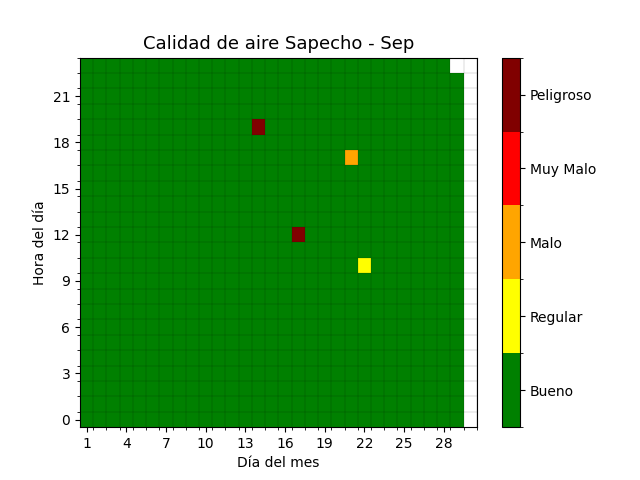 Calidad de aire Sapecho - Sep
Hora del día
21
18
15
12
9
6
3
0
1 4 7 10 13 16 19 22 25 28
Día del mes
Peligroso
Muy Malo
Malo
Regular
Bueno